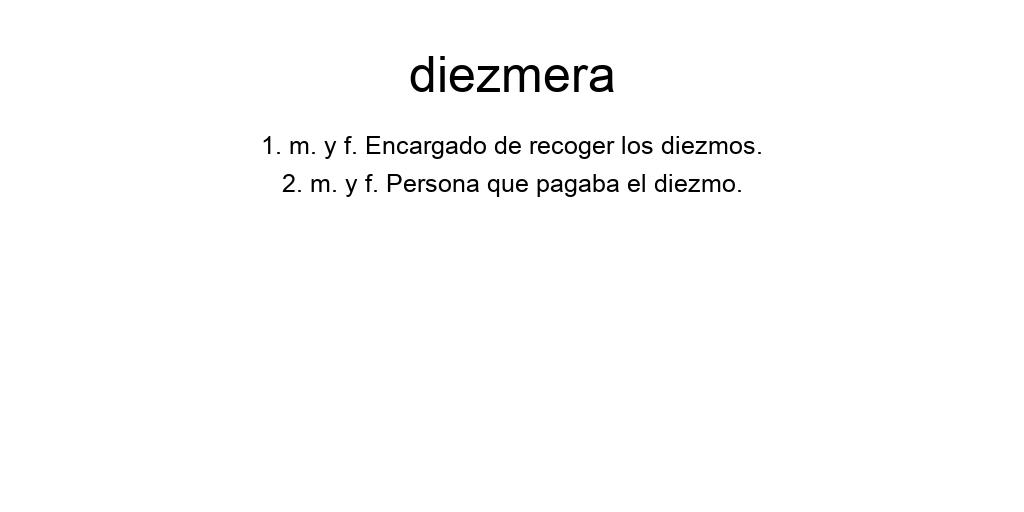 diezmera
1. m. y f. Encargado de recoger los diezmos.
2. m. y f. Persona que pagaba el diezmo.